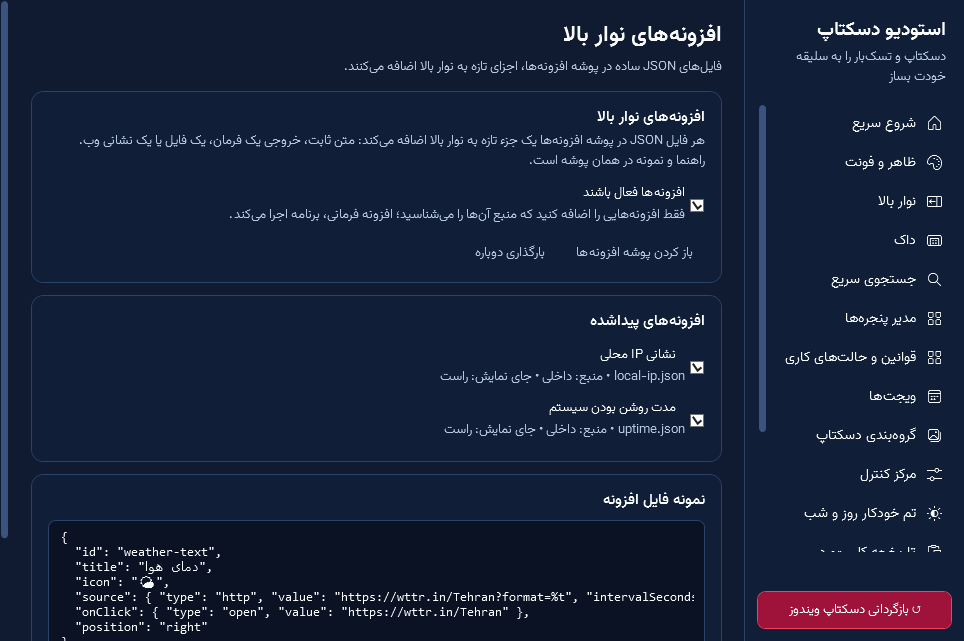 استودیو دسکتاپ
دسکتاپ و تسک‌بار را به سلیقه
خودت بساز
شروع سریع
ظاهر و فونت
نوار بالا
داک
جستجوی سریع
مدیر پنجره‌ها
قوانین و حالت‌های کاری
ویجت‌ها
گروه‌بندی دسکتاپ
مرکز کنترل
تم خودکار روز و شب
↺ بازگردانی دسکتاپ ویندوز
افزونه‌های نوار بالا
فایل‌های JSON ساده در پوشه افزونه‌ها، اجزای تازه به نوار بالا اضافه می‌کنند.
افزونه‌های نوار بالا
هر فایل JSON در پوشه افزونه‌ها یک جزء تازه به نوار بالا اضافه می‌کند: متن ثابت، خروجی یک فرمان، یک فایل یا یک نشانی وب.
راهنما و نمونه در همان پوشه است.
افزونه‌ها فعال باشند
فقط افزونه‌هایی را اضافه کنید که منبع آن‌ها را می‌شناسید؛ افزونه فرمانی، برنامه اجرا می‌کند.
باز کردن پوشه افزونه‌ها
بارگذاری دوباره
افزونه‌های پیداشده
نشانی IP محلی
local-ip.json • منبع: داخلی • جای نمایش: راست
مدت روشن بودن سیستم
uptime.json • منبع: داخلی • جای نمایش: راست
نمونه فایل افزونه
{
"id": "weather-text",
"title": "دمای هوا",
"icon": "🌤",
"source": { "type": "http", "value": "https://wttr.in/Tehran?format=%t", "intervalSeconds
"onClick": { "type": "open", "value": "https://wttr.in/Tehran" },
"position": "right"